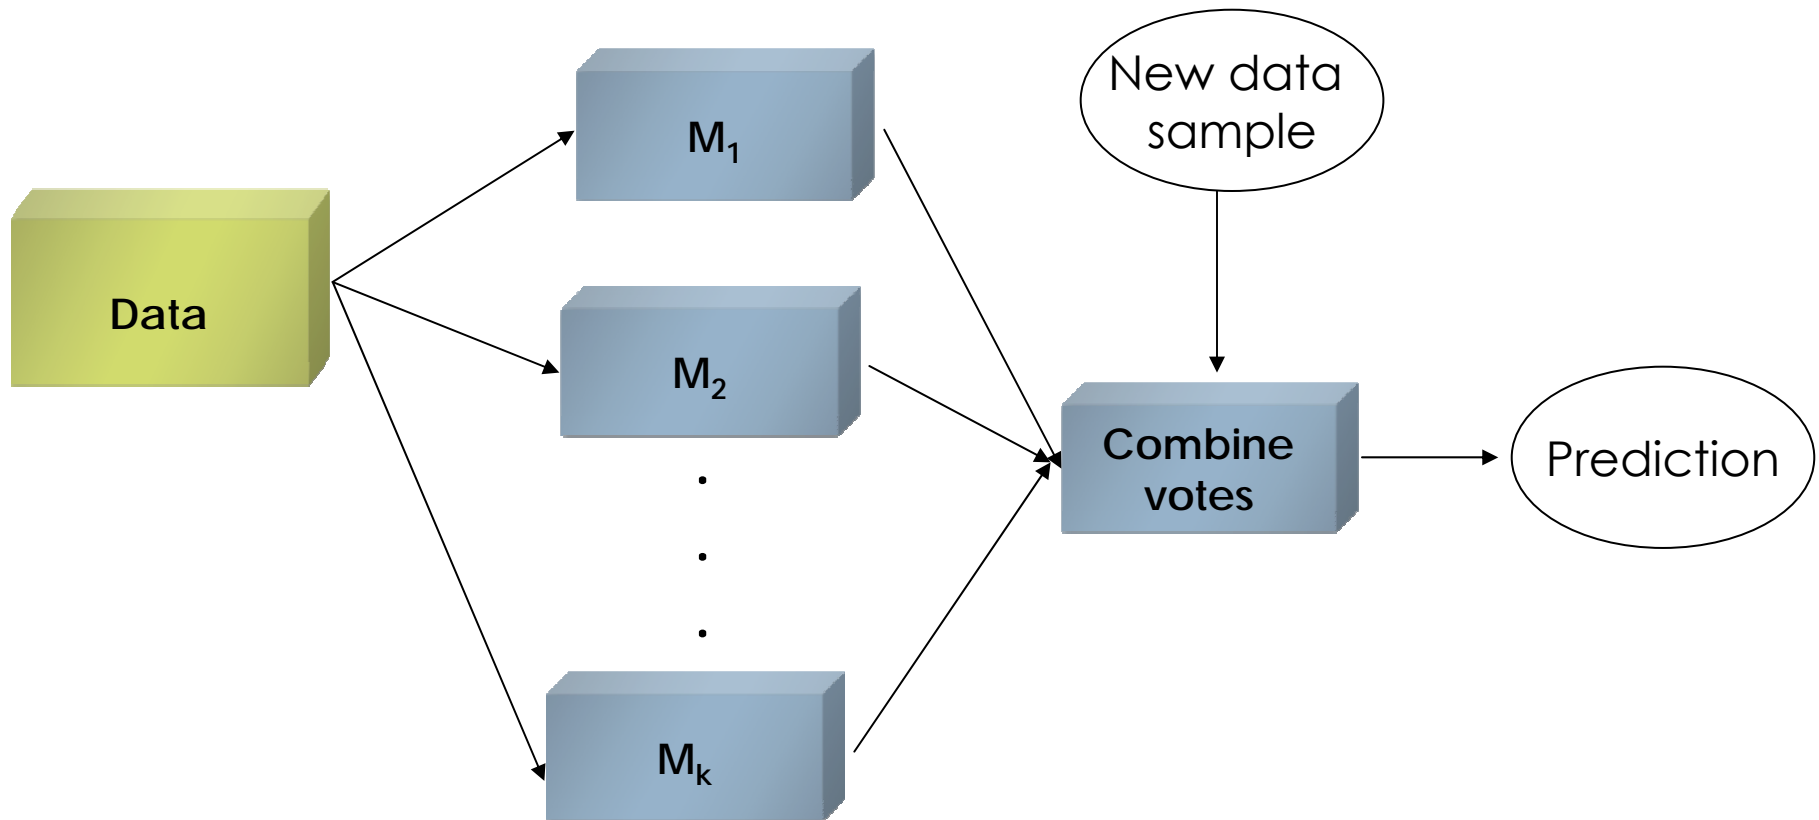 Data
M₁
M₂
.
.
.
Mₖ
New data
sample
Combine
votes
Prediction